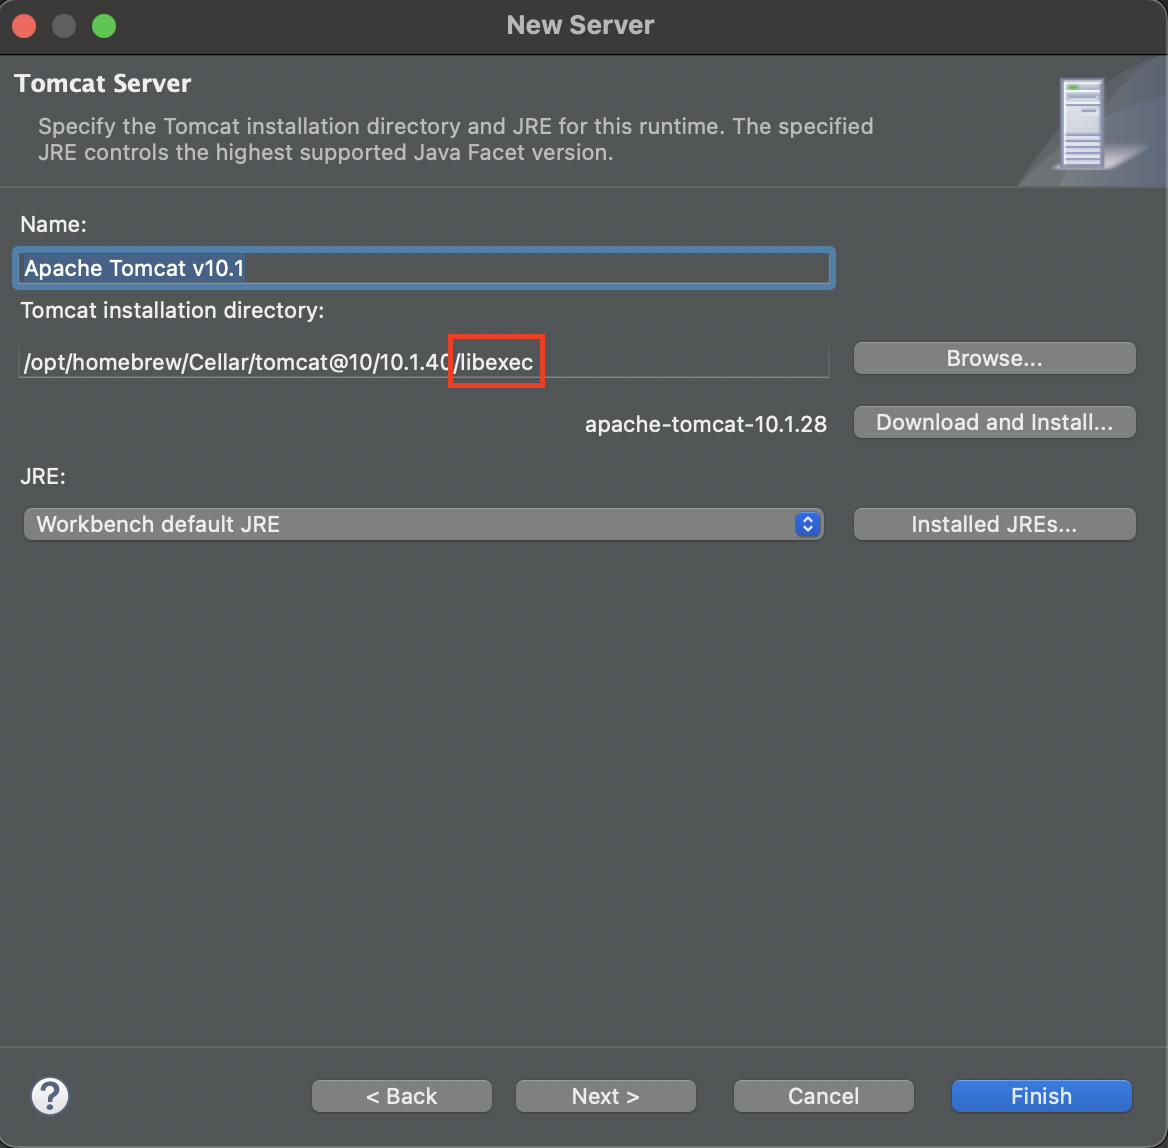 New Server
Tomcat Server
Specify the Tomcat installation directory and JRE for this runtime. The specified
JRE controls the highest supported Java Facet version.
Name:
Apache Tomcat v10.1
Tomcat installation directory:
/opt/homebrew/Cellar/tomcat@10/10.1.40/libexec
Browse...
apache-tomcat-10.1.28
Download and Install...
JRE:
Workbench default JRE
Installed JREs...
?
< Back
Next >
Cancel
Finish